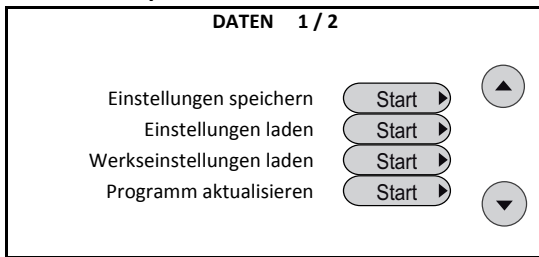 DATEN 1 / 2
Einstellungen speichern Start
Einstellungen laden Start
Werkseinstellungen laden Start
Programm aktualisieren Start